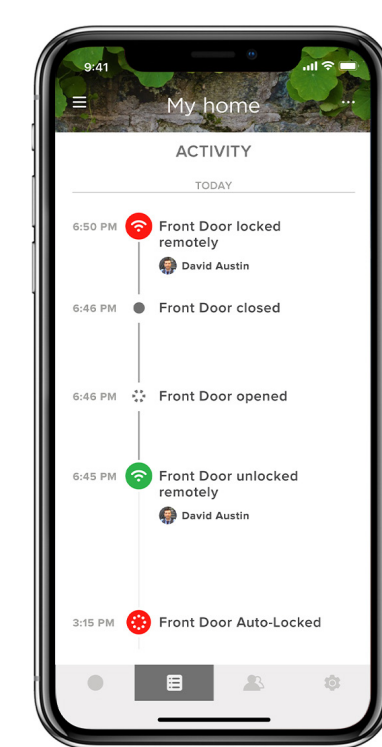 9:41
My home
ACTIVITY
TODAY
6:50 PM Front Door locked
remotely
David Austin
6:46 PM Front Door closed
6:46 PM Front Door opened
6:45 PM Front Door unlocked
remotely
David Austin
3:15 PM Front Door Auto-Locked